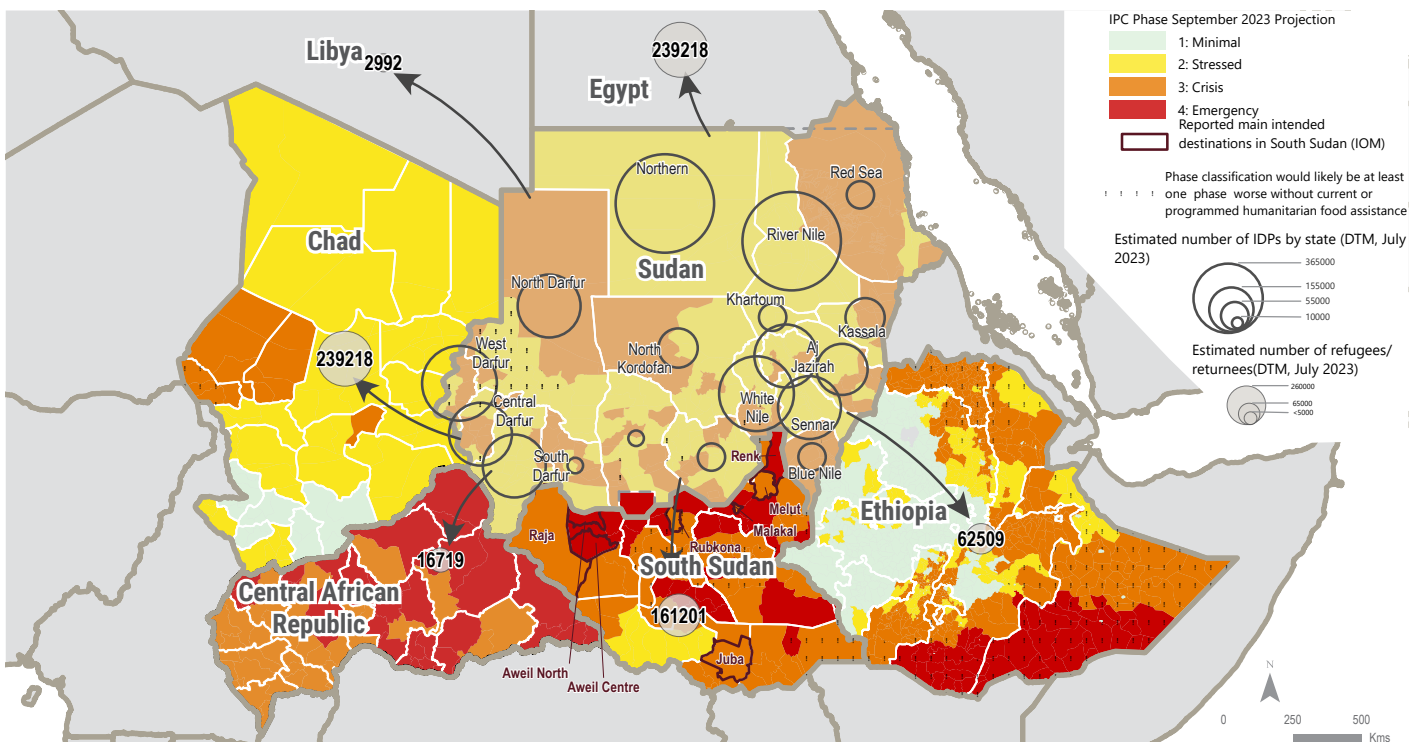 IPC Phase September 2023 Projection
1: Minimal
2: Stressed
3: Crisis
4: Emergency
Reported main intended
destinations in South Sudan (IOM)
Phase classification would likely be at least
one phase worse without current or
programmed humanitarian food assistance
Estimated number of IDPs by state (DTM, July
2023)
365000
155000
55000
10000
Estimated number of refugees/
returnees(DTM, July 2023)
260000
65000
<5000
Libya
2992
239218
Egypt
Northern
Red Sea
Chad
River Nile
Sudan
North Darfur
Khartoum
Kassala
239218
West
Darfur
North
Kordofan
Aj
Jazirah
Central
Darfur
White
Nile
Sennar
South
Darfur
Renk
Blue Nile
Melut
Ethiopia
Raja
Malakal
62509
Rubkona
16719
South Sudan
Central African
Republic
161201
Juba
Aweil North
Aweil Centre
N
0
250
500
Kms